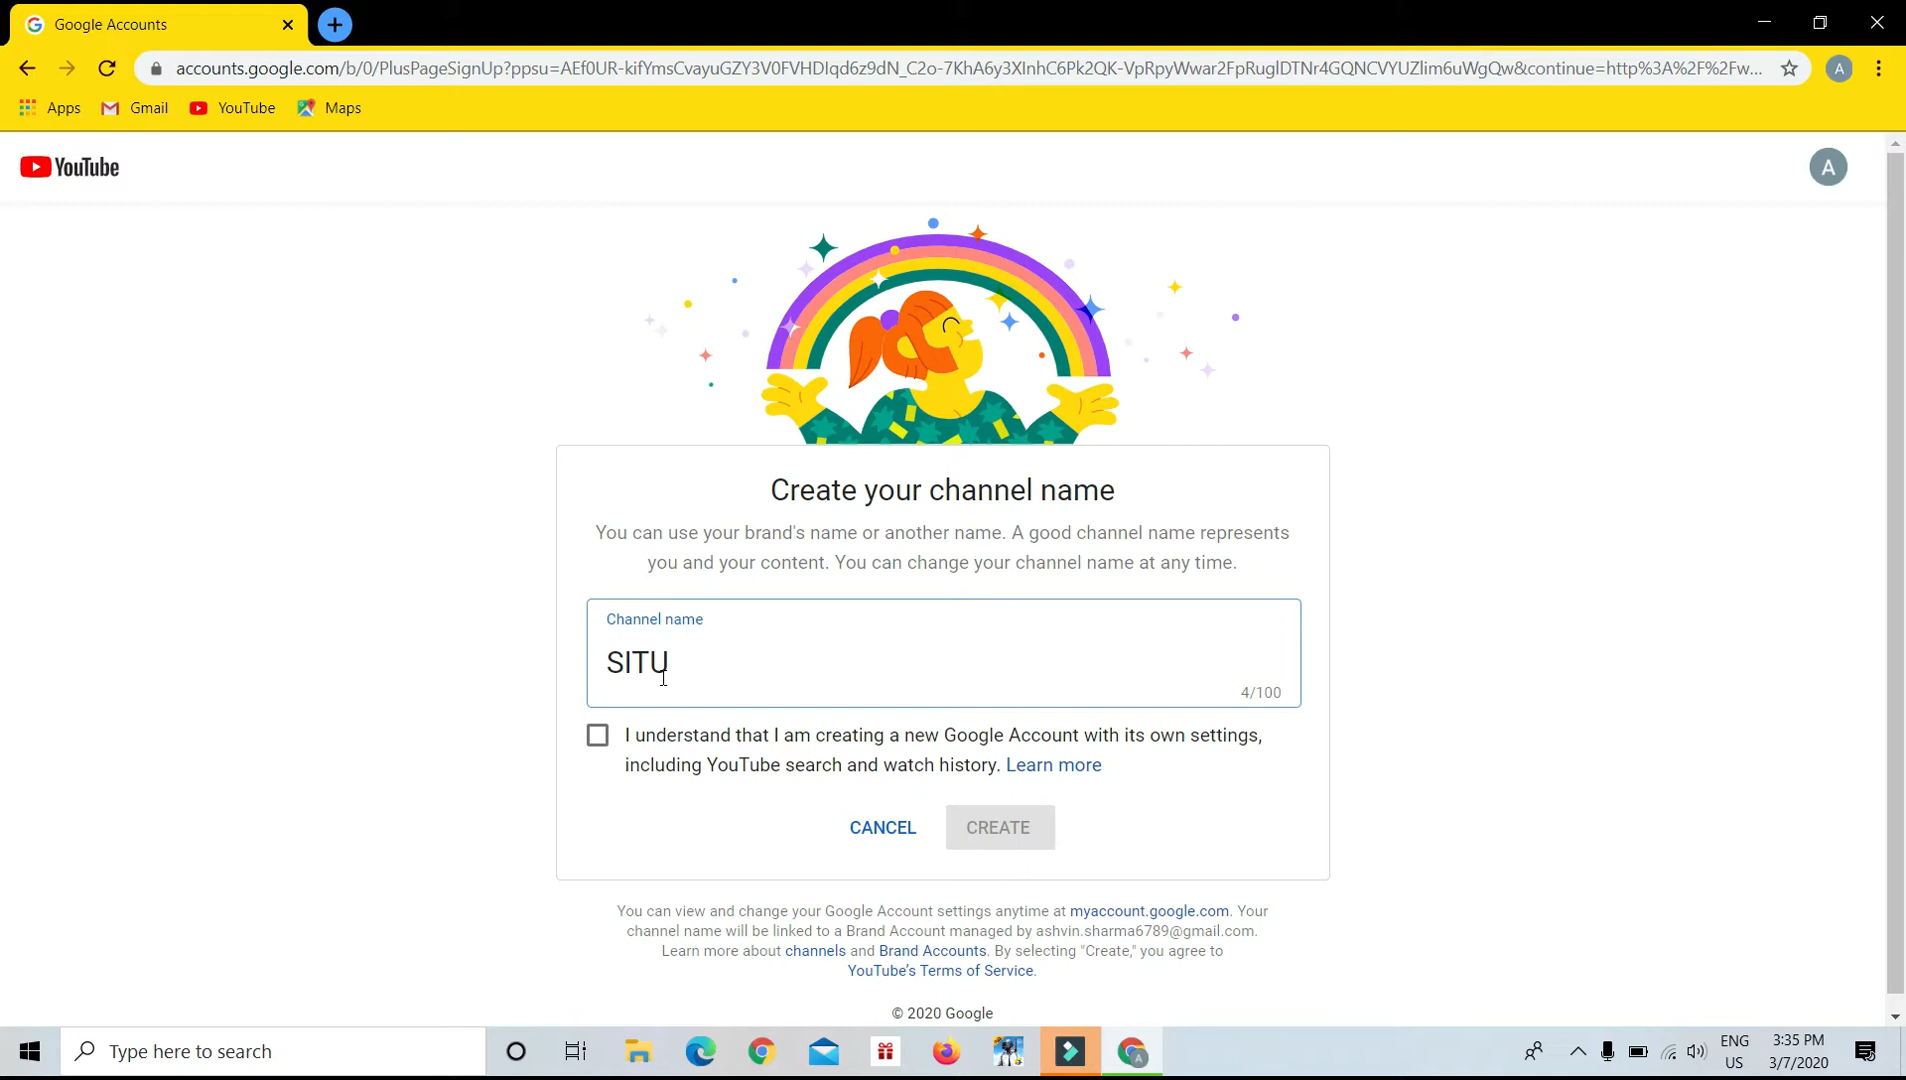 Google Accounts
accounts.google.com/b/0/PlusPageSignUp?ppsu=AEf0UR-kifYmsCvayuGZY3V0FVHDIqd6z9dN_C2o-7KhA6y3XInhC6Pk2QK-VpRpyWwar2FpRuglDTNr4GQNCVYUZlim6uWgQw&continue=http%3A%2F%2Fw... A
Apps Gmail YouTube Maps
YouTube A
Create your channel name
You can use your brand's name or another name. A good channel name represents
you and your content. You can change your channel name at any time.
Channel name
SITU
4/100
I understand that I am creating a new Google Account with its own settings,
including YouTube search and watch history. Learn more
CANCEL CREATE
You can view and change your Google Account settings anytime at myaccount.google.com. Your
channel name will be linked to a Brand Account managed by ashvin.sharma6789@gmail.com.
Learn more about channels and Brand Accounts. By selecting "Create," you agree to
YouTube's Terms of Service.
© 2020 Google
Type here to search
ENG
US
3:35 PM
3/7/2020